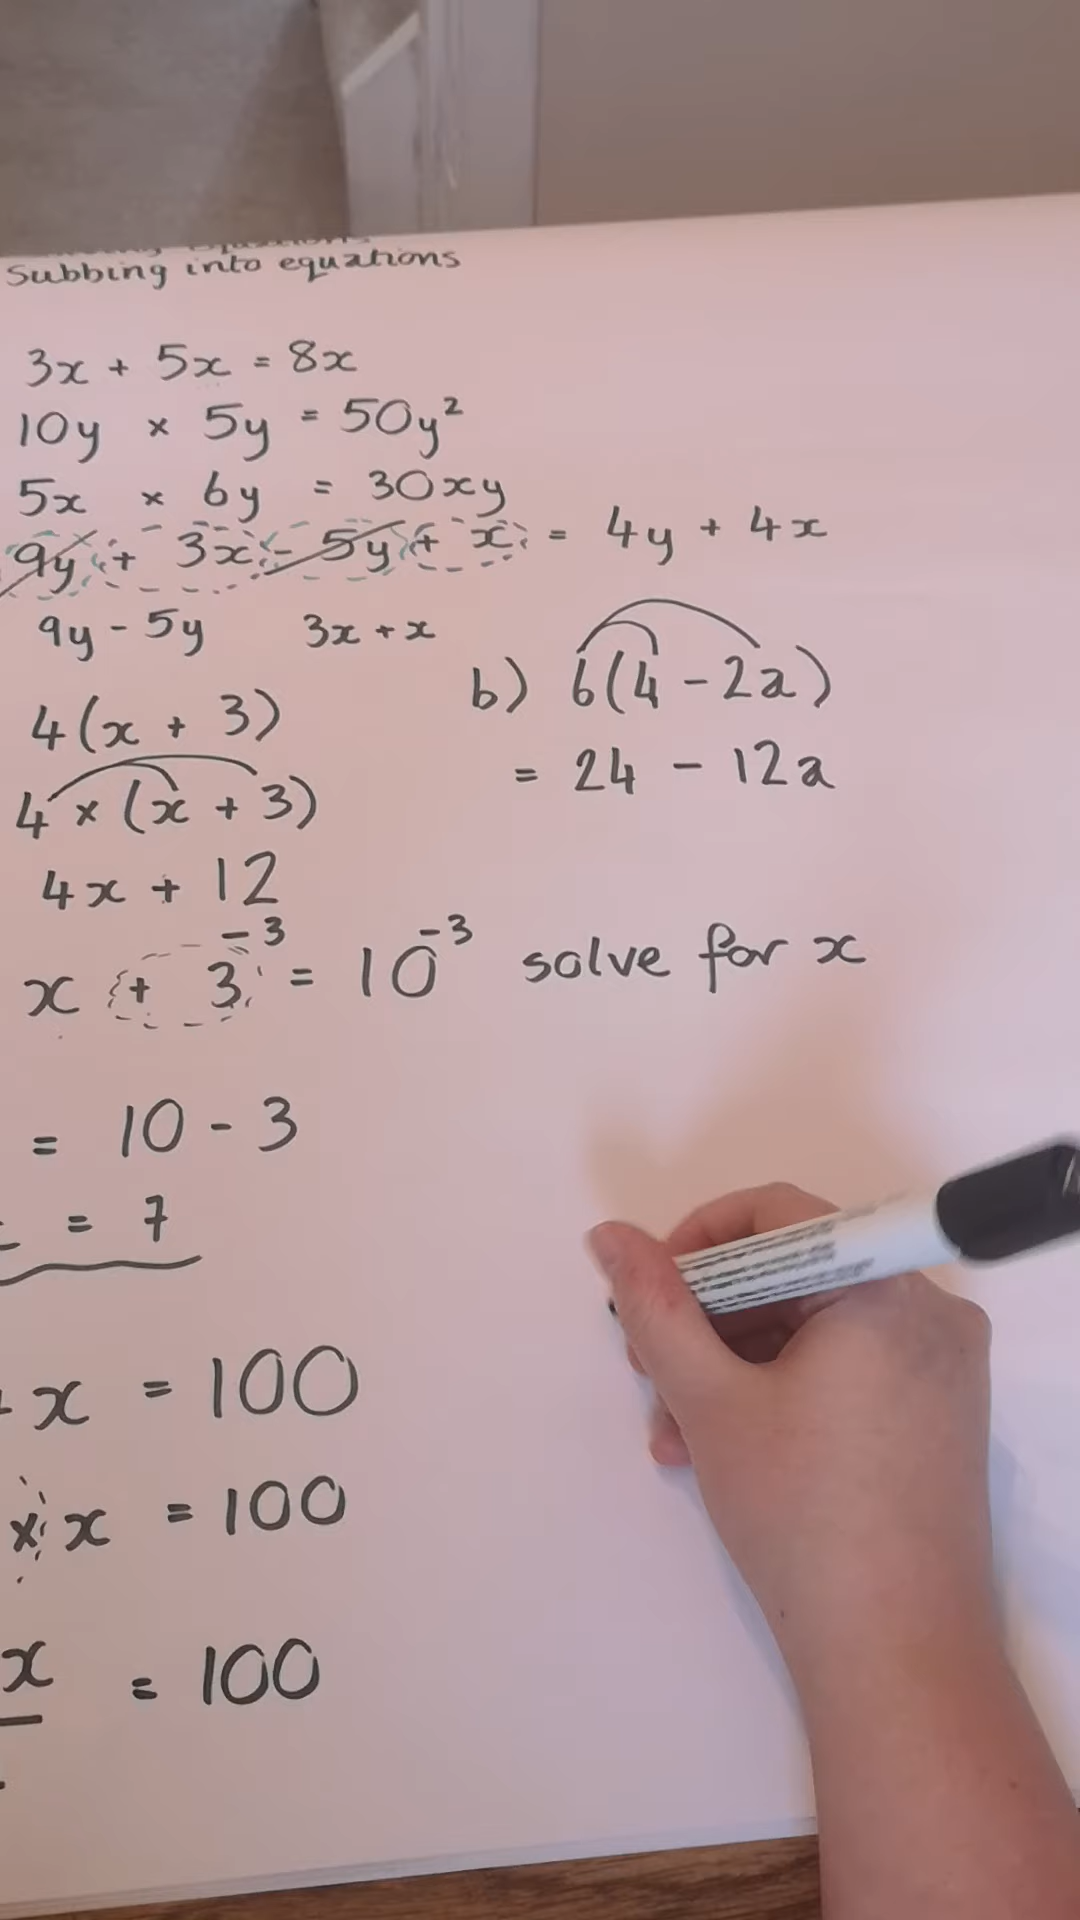 Subbing into equations
3x + 5x = 8x
10y × 5y = 50y²
5x × 6y = 30xy
9y + 3x - 5y + x = 4y + 4x
9y - 5y 3x + x
4(x + 3)
4 × (x + 3)
4x + 12
b) 6(4 - 2a)
= 24 - 12a
-3 -3
x + 3 = 10 solve for x
= 10 - 3
= 7
x = 100
× x = 100
x = 100